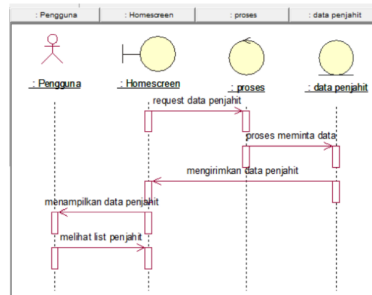 : Pengguna : Homescreen : proses : data penjahit
: Pengguna : Homescreen : proses : data penjahit
request data penjahit
proses meminta data
mengirimkan data penjahit
menampilkan data penjahit
melihat list penjahit